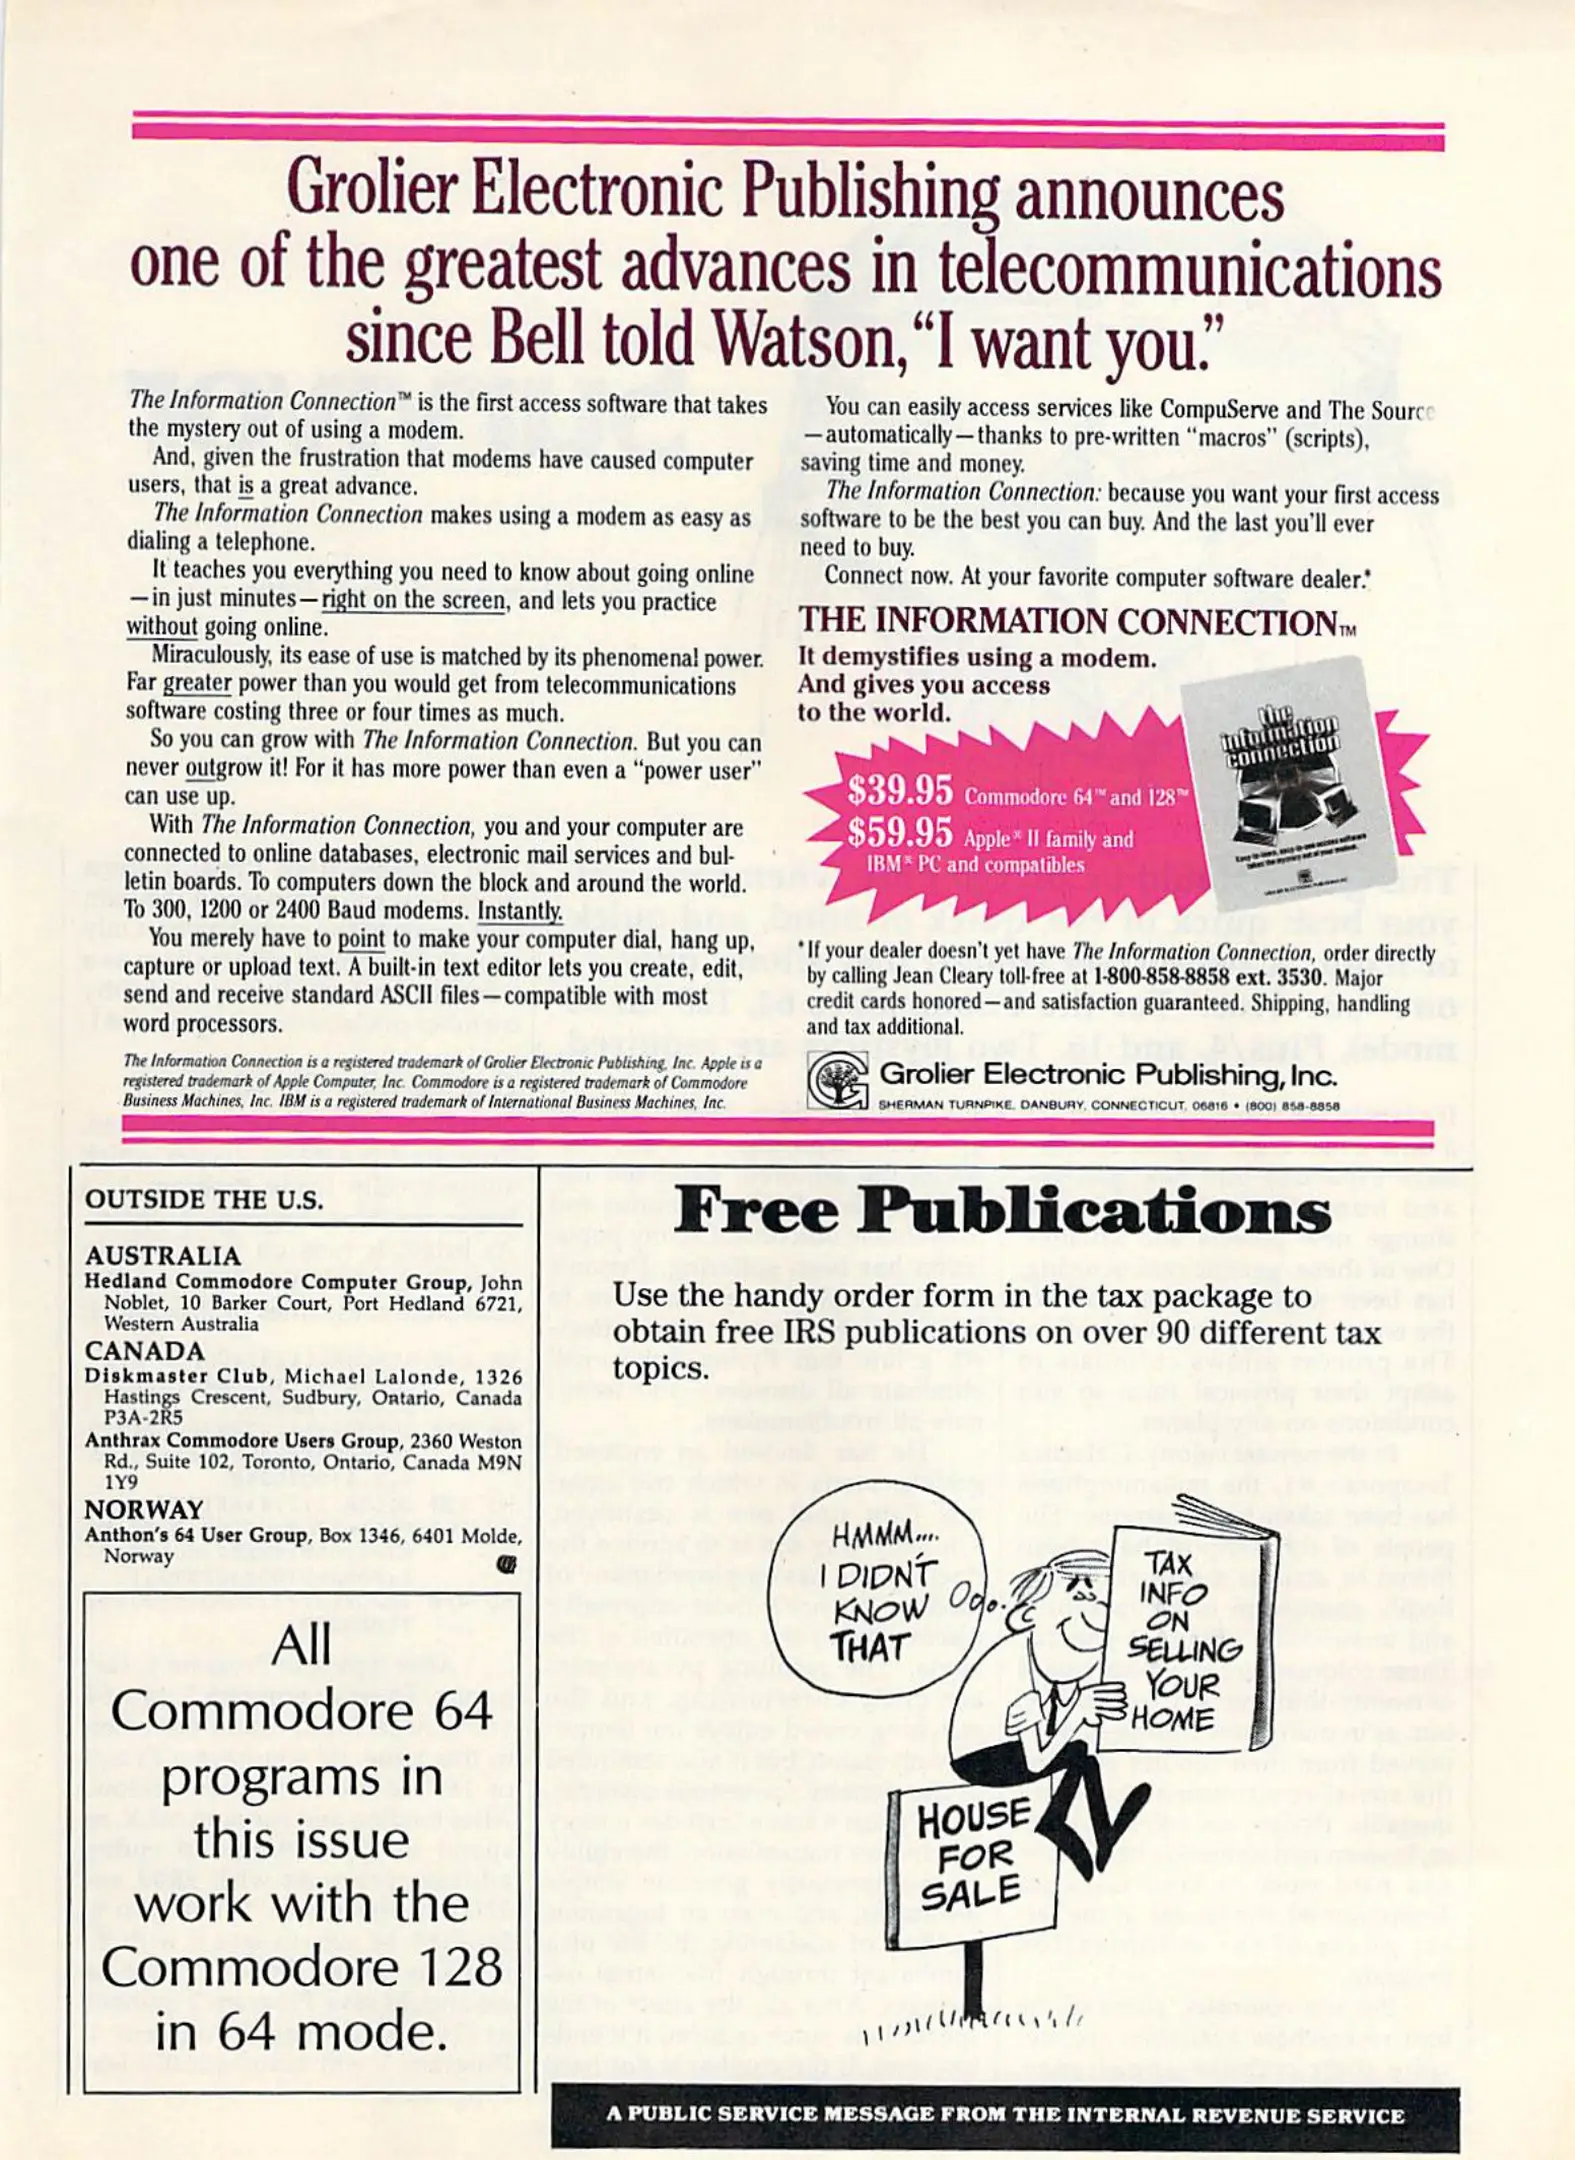 Grolier Electronic Publishing announces
one of the greatest advances in telecommunications
since Bell told Watson, “I want you.”
The Information Connection™ is the first access software that takes
the mystery out of using a modem.
And, given the frustration that modems have caused computer
users, that is a great advance.
The Information Connection makes using a modem as easy as
dialing a telephone.
It teaches you everything you need to know about going online
—in just minutes—right on the screen, and lets you practice
without going online.
Miraculously, its ease of use is matched by its phenomenal power.
Far greater power than you would get from telecommunications
software costing three or four times as much.
So you can grow with The Information Connection. But you can
never outgrow it! For it has more power than even a “power user”
can use up.
With The Information Connection, you and your computer are
connected to online databases, electronic mail services and bul-
letin boards. To computers down the block and around the world.
To 300, 1200 or 2400 Baud modems. Instantly.
You merely have to point to make your computer dial, hang up,
capture or upload text. A built-in text editor lets you create, edit,
send and receive standard ASCII files—compatible with most
word processors.
The Information Connection is a registered trademark of Grolier Electronic Publishing, Inc. Apple is a
registered trademark of Apple Computer, Inc. Commodore is a registered trademark of Commodore
Business Machines, Inc. IBM is a registered trademark of International Business Machines, Inc.
You can easily access services like CompuServe and The Source
—automatically—thanks to pre-written “macros” (scripts),
saving time and money.
The Information Connection: because you want your first access
software to be the best you can buy. And the last you'll ever
need to buy.
Connect now. At your favorite computer software dealer.*
THE INFORMATION CONNECTION™
It demystifies using a modem.
And gives you access
to the world.
the
information
connection
Easy-to-learn, easy-to-use access software
takes the mystery out of your modem.
$39.95 Commodore 64™ and 128™
$59.95 Apple® II family and
IBM® PC and compatibles
*If your dealer doesn't yet have The Information Connection, order directly
by calling Jean Cleary toll-free at 1-800-858-8858 ext. 3530. Major
credit cards honored—and satisfaction guaranteed. Shipping, handling
and tax additional.
Grolier Electronic Publishing, Inc.
SHERMAN TURNPIKE, DANBURY, CONNECTICUT, 06816 • (800) 858-8858
OUTSIDE THE U.S.
AUSTRALIA
Hedland Commodore Computer Group, John
Noblet, 10 Barker Court, Port Hedland 6721,
Western Australia
CANADA
Diskmaster Club, Michael Lalonde, 1326
Hastings Crescent, Sudbury, Ontario, Canada
P3A-2R5
Anthrax Commodore Users Group, 2360 Weston
Rd., Suite 102, Toronto, Ontario, Canada M9N
1Y9
NORWAY
Anthon's 64 User Group, Box 1346, 6401 Molde,
Norway
All
Commodore 64
programs in
this issue
work with the
Commodore 128
in 64 mode.
Free Publications
Use the handy order form in the tax package to
obtain free IRS publications on over 90 different tax
topics.
HMMM....
I DIDN'T
KNOW
THAT
TAX
INFO
ON
SELLING
YOUR
HOME
HOUSE
FOR
SALE
A PUBLIC SERVICE MESSAGE FROM THE INTERNAL REVENUE SERVICE